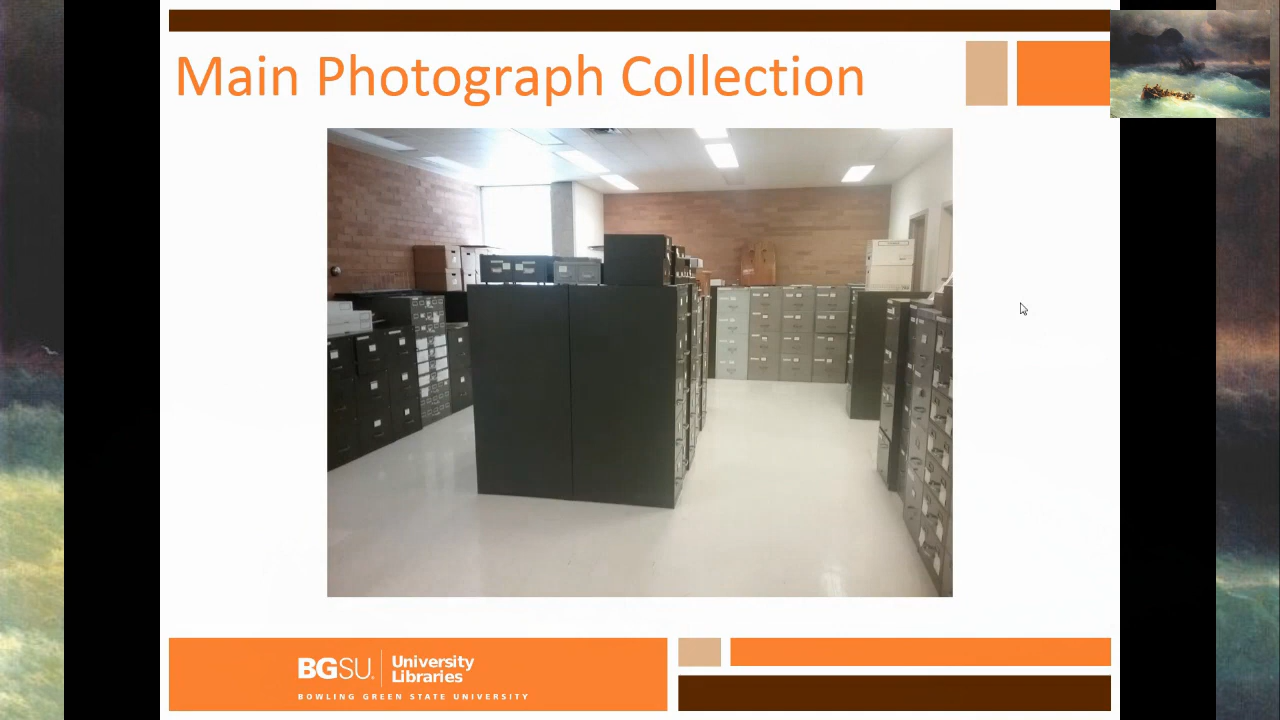 Main Photograph Collection
BGSU. University
Libraries
BOWLING GREEN STATE UNIVERSITY